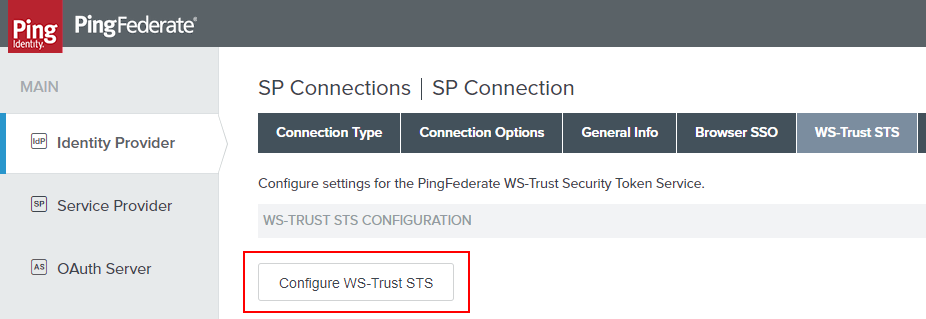 Ping
Identity.
PingFederate®
MAIN
IdP Identity Provider
SP Service Provider
AS OAuth Server
SP Connections | SP Connection
Connection Type Connection Options General Info Browser SSO WS-Trust STS
Configure settings for the PingFederate WS-Trust Security Token Service.
WS-TRUST STS CONFIGURATION
Configure WS-Trust STS